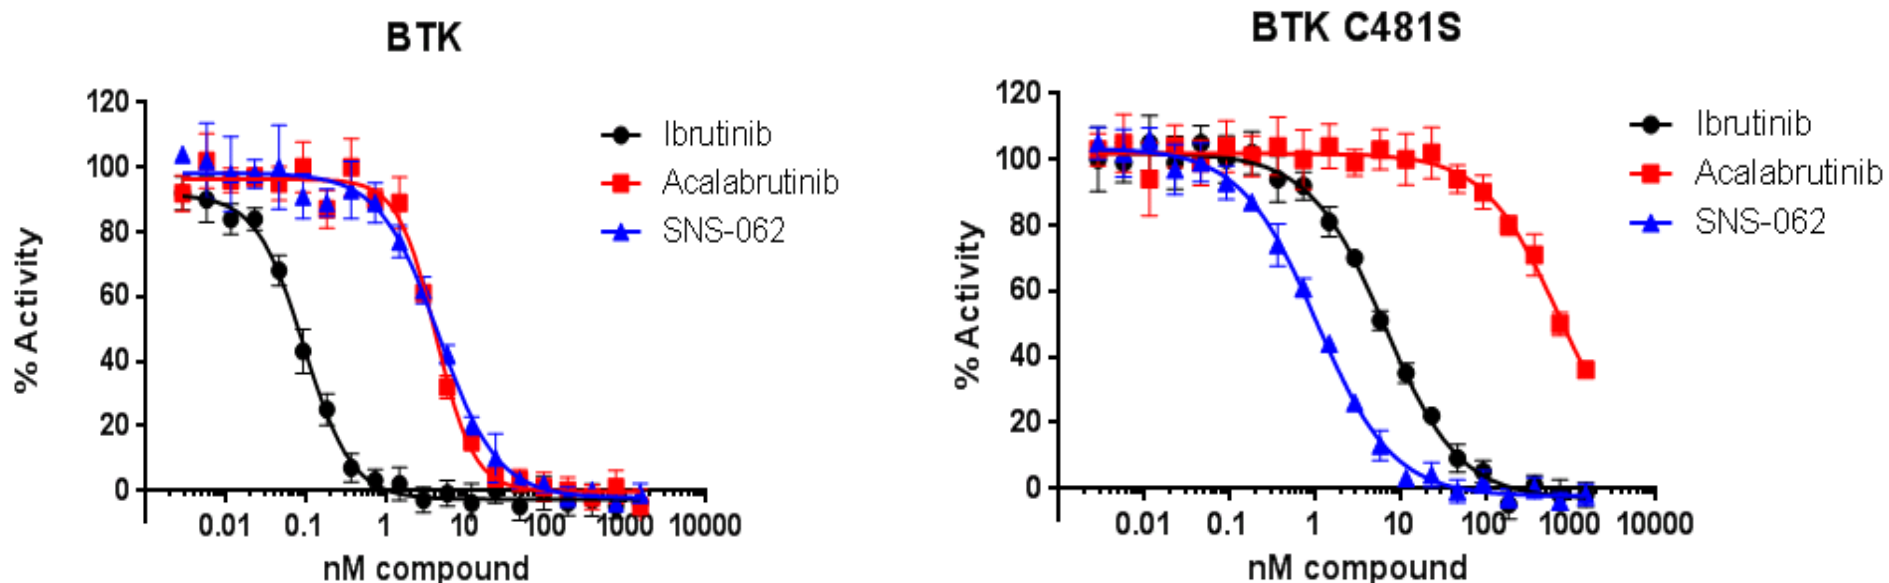 BTK
120
100
80
60
40
20
0
% Activity
0.01 0.1 1 10 100 1000 10000
nM compound
Ibrutinib
Acalabrutinib
SNS-062
BTK C481S
120
100
80
60
40
20
0
% Activity
0.01 0.1 1 10 100 1000 10000
nM compound
Ibrutinib
Acalabrutinib
SNS-062